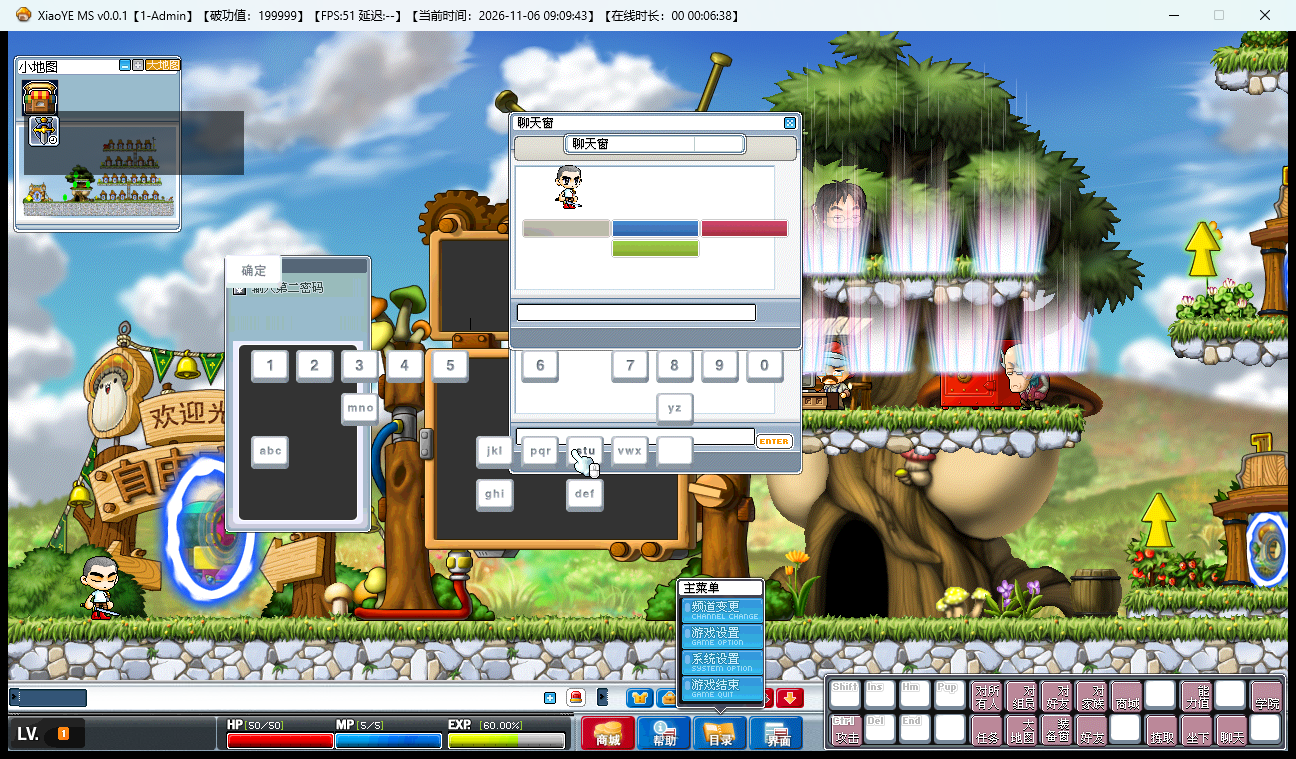 XiaoYE MS v0.0.1【1-Admin】【破功值：199999】【FPS:51 延迟:--】【当前时间：2026-11-06 09:09:43】【在线时长：00 00:06:38】
小地图
大地图
聊天窗
聊天窗
确定
输入第二密码
1 2 3 4 5 6 7 8 9 0
mno yz
abc jkl pqr stu vwx
ghi def
ENTER
欢迎光
自由
主菜单
频道变更
CHANNEL CHANGE
游戏设置
GAME OPTION
系统设置
SYSTEM OPTION
游戏结束
GAME QUIT
LV. 1
HP[50/50] MP[5/5] EXP. [60.00%]
商城 帮助 目录 界面
Shift Ins Hm Pup 对所有人 对组员 对好友 对家族 商城 能力值 学院
Ctrl 攻击 Del End 任务 大地图 装备窗 好友 拣取 坐下 聊天